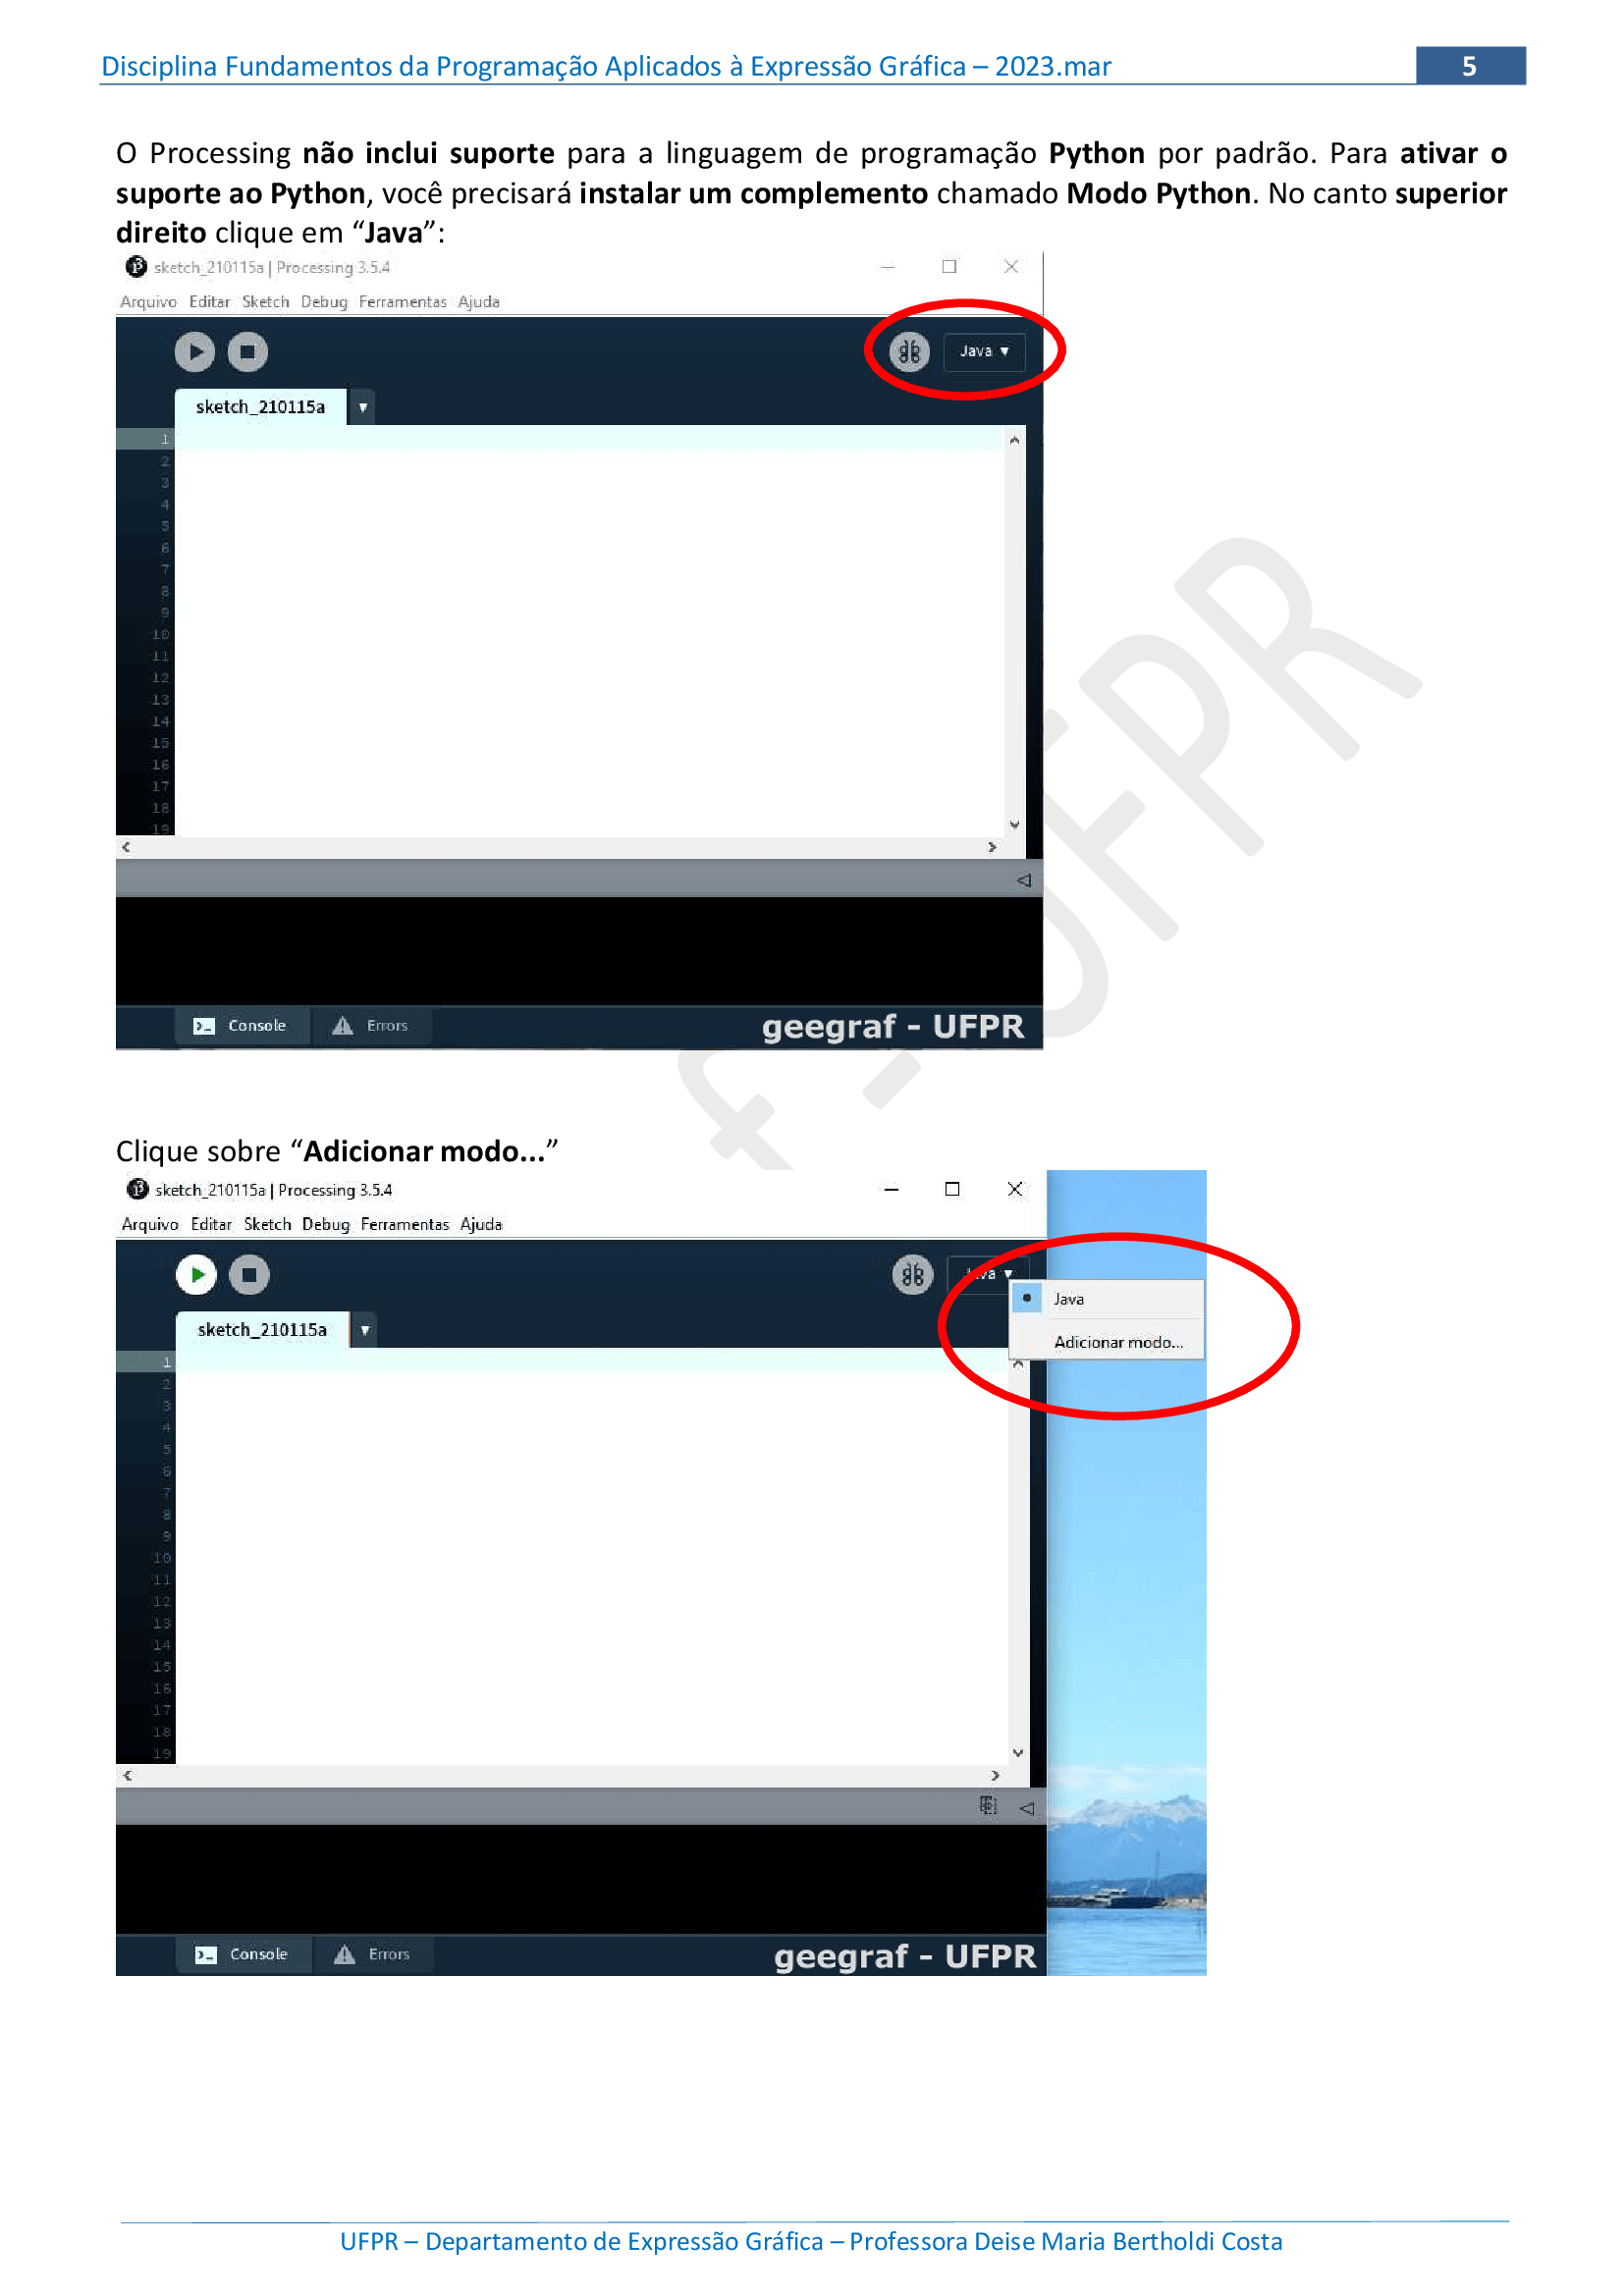 Disciplina Fundamentos da Programação Aplicados à Expressão Gráfica – 2023.mar 5
O Processing não inclui suporte para a linguagem de programação Python por padrão. Para ativar o
suporte ao Python, você precisará instalar um complemento chamado Modo Python. No canto superior
direito clique em “Java”:
sketch_210115a | Processing 3.5.4
Arquivo Editar Sketch Debug Ferramentas Ajuda
Java
sketch_210115a
1
2
3
4
5
6
7
8
9
10
11
12
13
14
15
16
17
18
19
Console Errors geegraf - UFPR
f - UFPR
Clique sobre “Adicionar modo...”
sketch_210115a | Processing 3.5.4
Arquivo Editar Sketch Debug Ferramentas Ajuda
Java
Java
Adicionar modo...
sketch_210115a
1
2
3
4
5
6
7
8
9
10
11
12
13
14
15
16
17
18
19
Console Errors geegraf - UFPR
UFPR – Departamento de Expressão Gráfica – Professora Deise Maria Bertholdi Costa